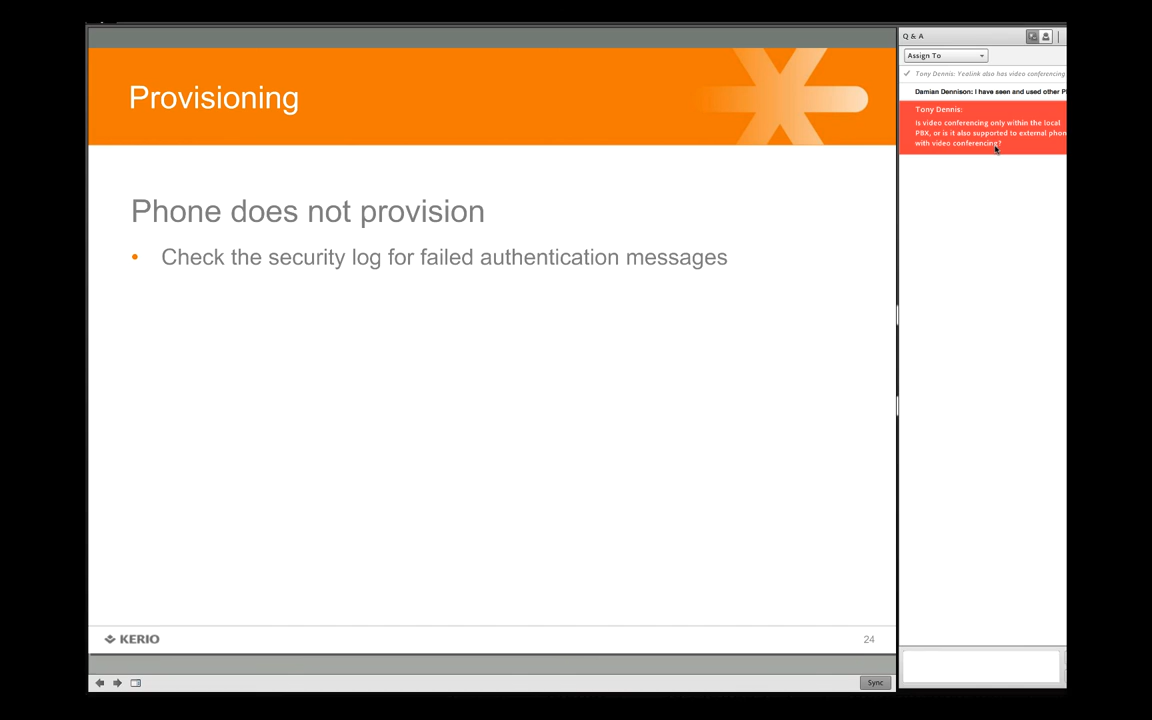 Provisioning
Phone does not provision
• Check the security log for failed authentication messages
KERIO
24
Sync
Q & A
Assign To
Tony Dennis: Yealink also has video conferencing
Damian Dennison: I have seen and used other P
Tony Dennis:
Is video conferencing only within the local
PBX, or is it also supported to external phon
with video conferencing?